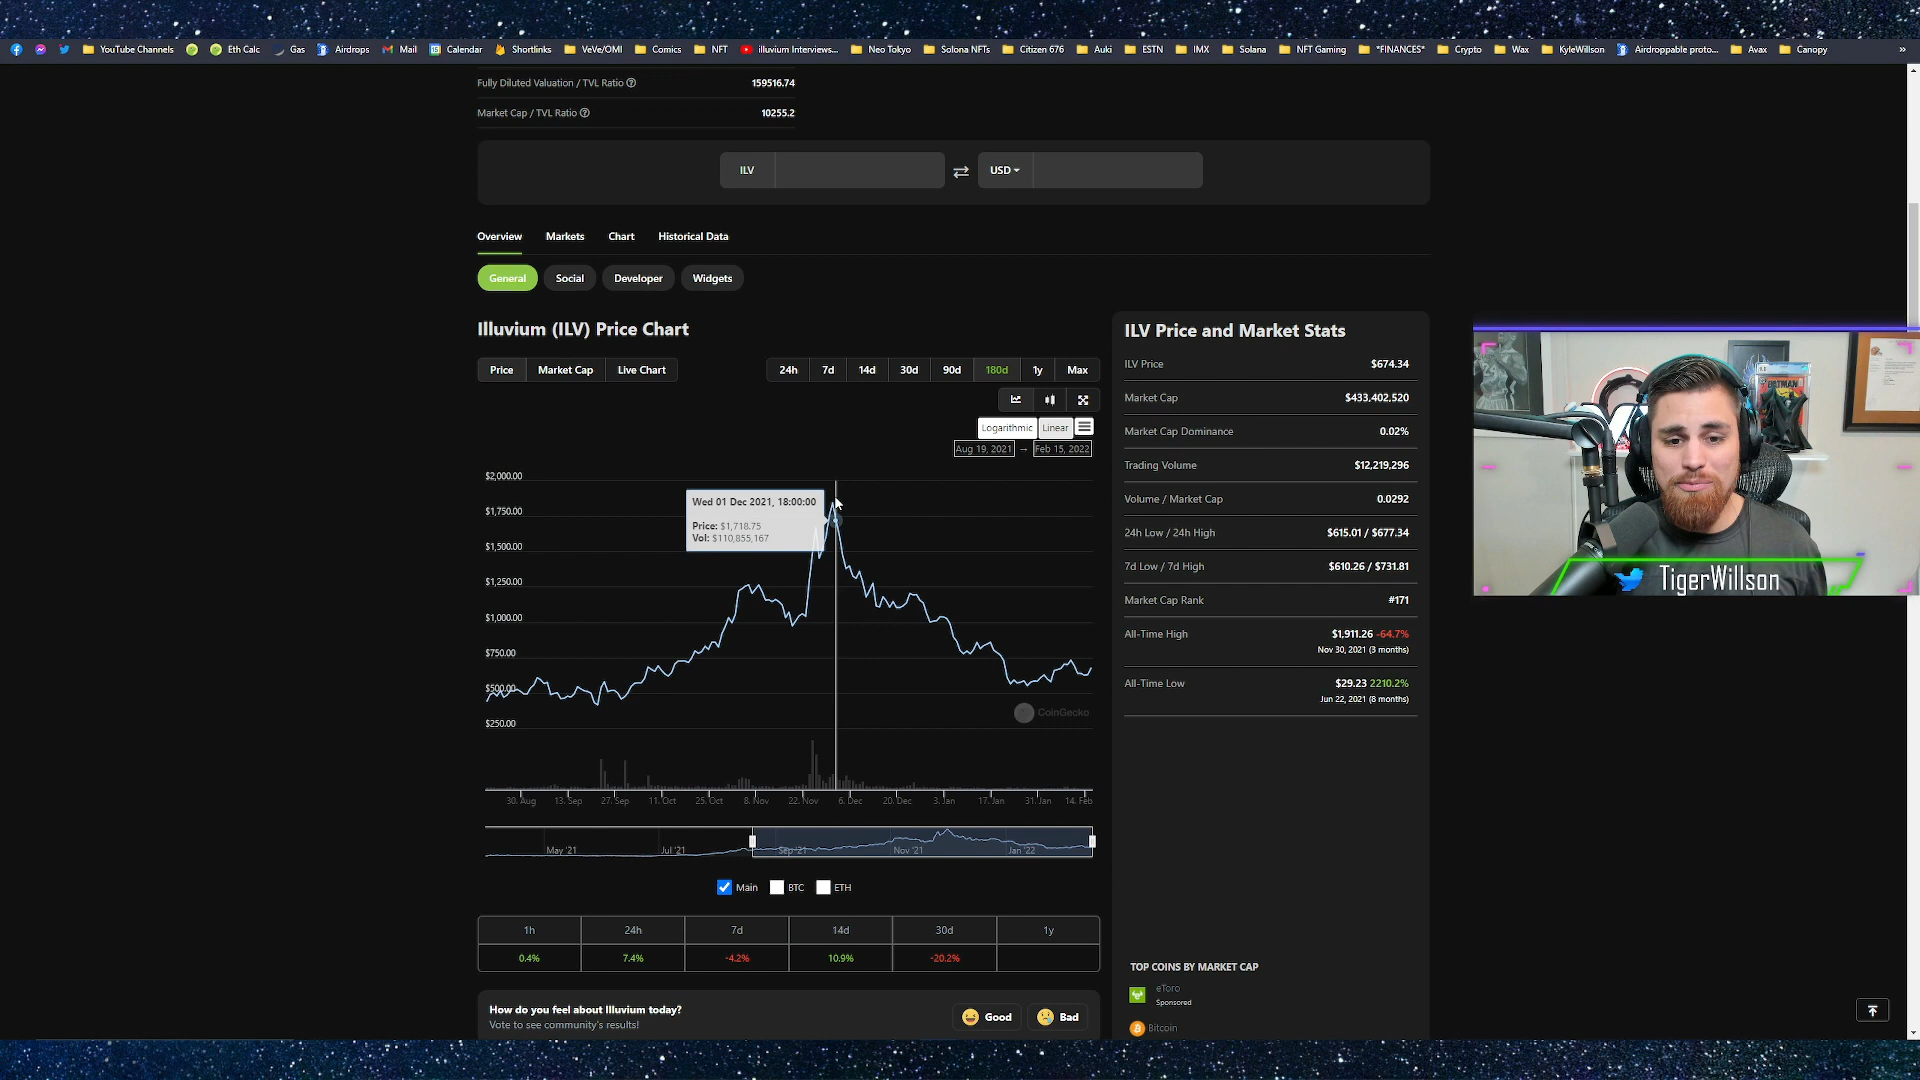 YouTube Channels Eth Calc Gas Airdrops Mail Calendar Shortlinks VeVe/OMI Comics NFT illuvium Interviews... Neo Tokyo Solona NFTs Citizen 676 Auki ESTN IMX Solana NFT Gaming *FINANCES* Crypto Wax KyleWillson Airdroppable proto... Avax Canopy »
Fully Diluted Valuation / TVL Ratio 159516.74
Market Cap / TVL Ratio 10255.2
ILV USD
Overview Markets Chart Historical Data
General Social Developer Widgets
Illuvium (ILV) Price Chart
Price Market Cap Live Chart 24h 7d 14d 30d 90d 180d 1y Max
Logarithmic Linear
Aug 19, 2021 → Feb 15, 2022
$2,000.00
$1,750.00
$1,500.00
$1,250.00
$1,000.00
$750.00
$500.00
$250.00
Wed 01 Dec 2021, 18:00:00
Price: $1,718.75
Vol: $110,855,167
CoinGecko
30. Aug 13. Sep 27. Sep 11. Oct 25. Oct 8. Nov 22. Nov 6. Dec 20. Dec 3. Jan 17. Jan 31. Jan 14. Feb
May '21 Jul '21 Sep '21 Nov '21 Jan '22
Main BTC ETH
1h 24h 7d 14d 30d 1y
0.4% 7.4% -4.2% 10.9% -20.2%
How do you feel about Illuvium today?
Vote to see community's results!
Good Bad
ILV Price and Market Stats
ILV Price $674.34
Market Cap $433,402,520
Market Cap Dominance 0.02%
Trading Volume $12,219,296
Volume / Market Cap 0.0292
24h Low / 24h High $615.01 / $677.34
7d Low / 7d High $610.26 / $731.81
Market Cap Rank #171
All-Time High $1,911.26 -64.7%
Nov 30, 2021 (3 months)
All-Time Low $29.23 2210.2%
Jun 22, 2021 (8 months)
TOP COINS BY MARKET CAP
eToro
Sponsored
Bitcoin
BATMAN
TigerWillson